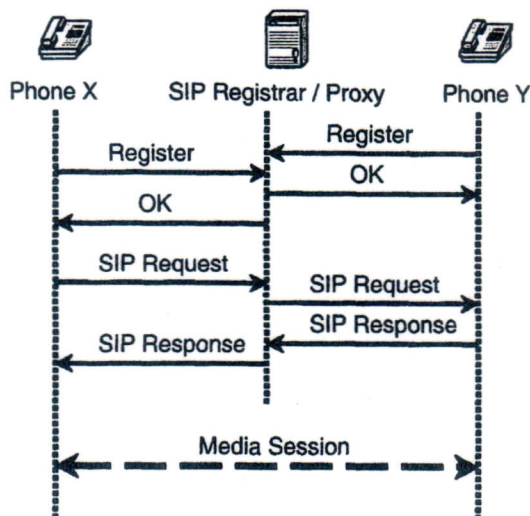 Phone X SIP Registrar / Proxy Phone Y
Register
Register
OK
OK
SIP Request
SIP Request
SIP Response
SIP Response
Media Session